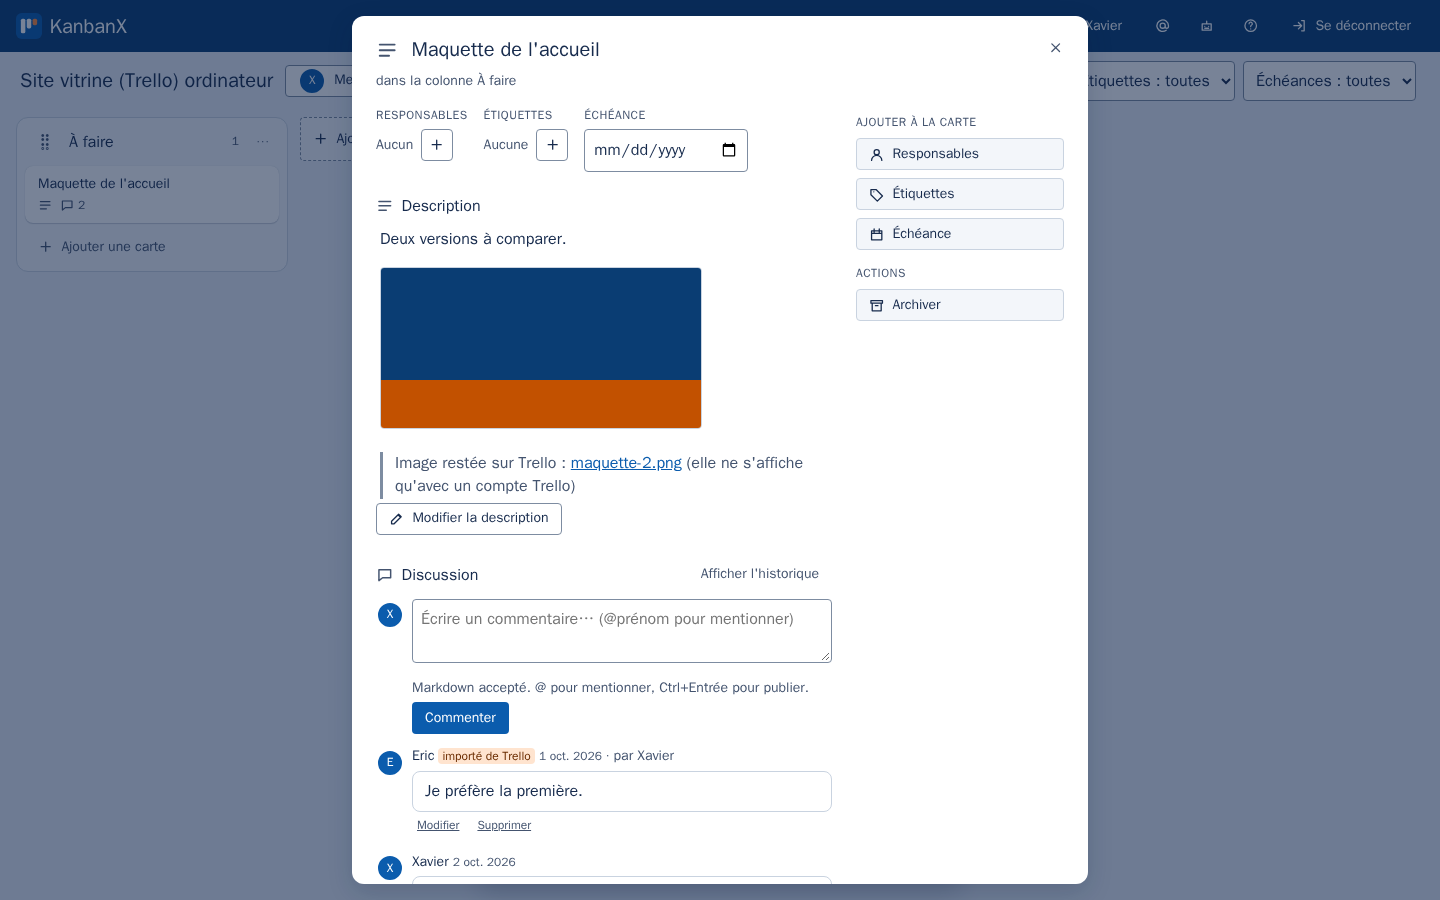 KanbanX
Xavier
Se déconnecter
Site vitrine (Trello) ordinateur
X
Échéances : toutes
À faire
1
Maquette de l'accueil
2
Ajouter une carte
Maquette de l'accueil
dans la colonne À faire
RESPONSABLES
ÉTIQUETTES
ÉCHÉANCE
Aucun
Aucune
mm/dd/yyyy
Description
Deux versions à comparer.
Image restée sur Trello : maquette-2.png (elle ne s'affiche
qu'avec un compte Trello)
Modifier la description
Discussion
Afficher l'historique
X
Écrire un commentaire… (@prénom pour mentionner)
Markdown accepté. @ pour mentionner, Ctrl+Entrée pour publier.
Commenter
E
Eric importé de Trello 1 oct. 2026 · par Xavier
Je préfère la première.
Modifier
Supprimer
X
Xavier 2 oct. 2026
AJOUTER À LA CARTE
Responsables
Étiquettes
Échéance
ACTIONS
Archiver